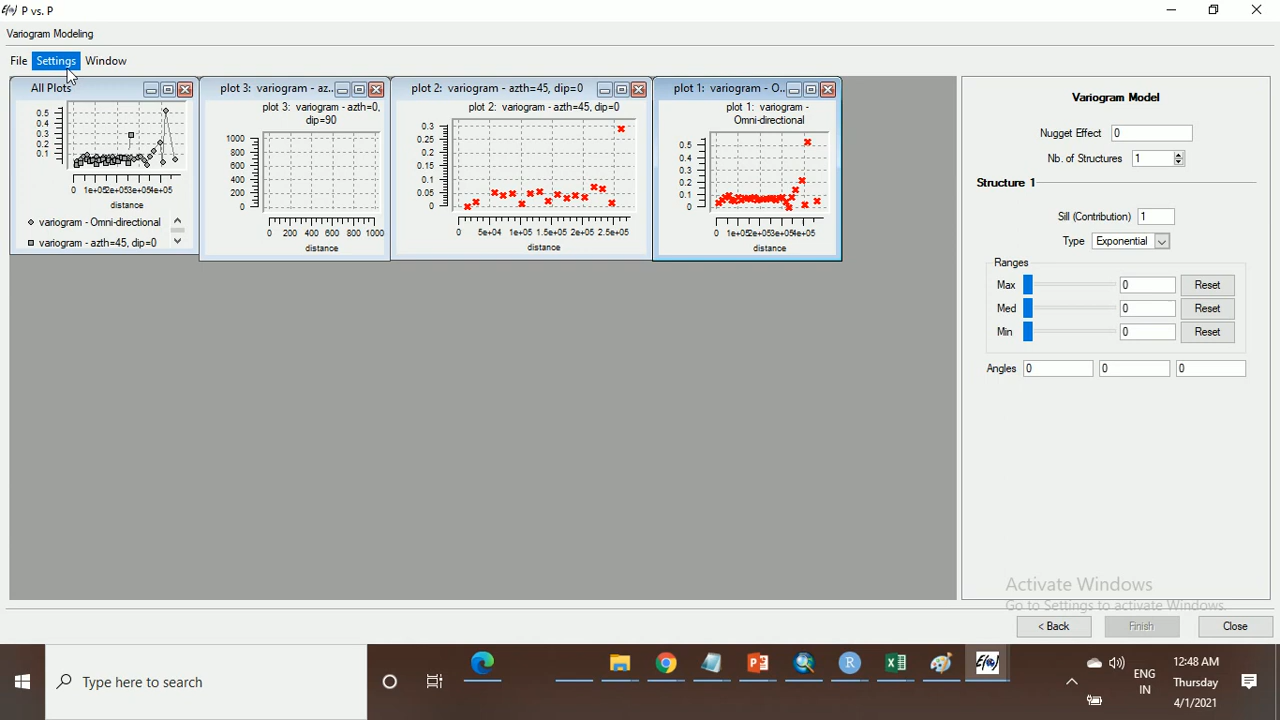 E{(x)} P vs. P
Variogram Modeling
File Settings Window
All Plots
0.5
0.4
0.3
0.2
0.1
0 1e+052e+053e+054e+05
distance
variogram - Omni-directional
variogram - azth=45, dip=0
plot 3: variogram - az...
plot 3: variogram - azth=0,
dip=90
1000
800
600
400
200
0
0 200 400 600 800 1000
distance
plot 2: variogram - azth=45, dip=0
plot 2: variogram - azth=45, dip=0
0.3
0.25
0.2
0.15
0.1
0.05
0
0 5e+04 1e+05 1.5e+05 2e+05 2.5e+05
distance
plot 1: variogram - O...
plot 1: variogram -
Omni-directional
0.5
0.4
0.3
0.2
0.1
0
0 1e+052e+053e+054e+05
distance
Variogram Model
Nugget Effect 0
Nb. of Structures 1
Structure 1
Sill (Contribution) 1
Type Exponential
Ranges
Max 0 Reset
Med 0 Reset
Min 0 Reset
Angles 0 0 0
Activate Windows
Go to Settings to activate Windows.
< Back Finish Close
Type here to search
ENG
IN
12:48 AM
Thursday
4/1/2021